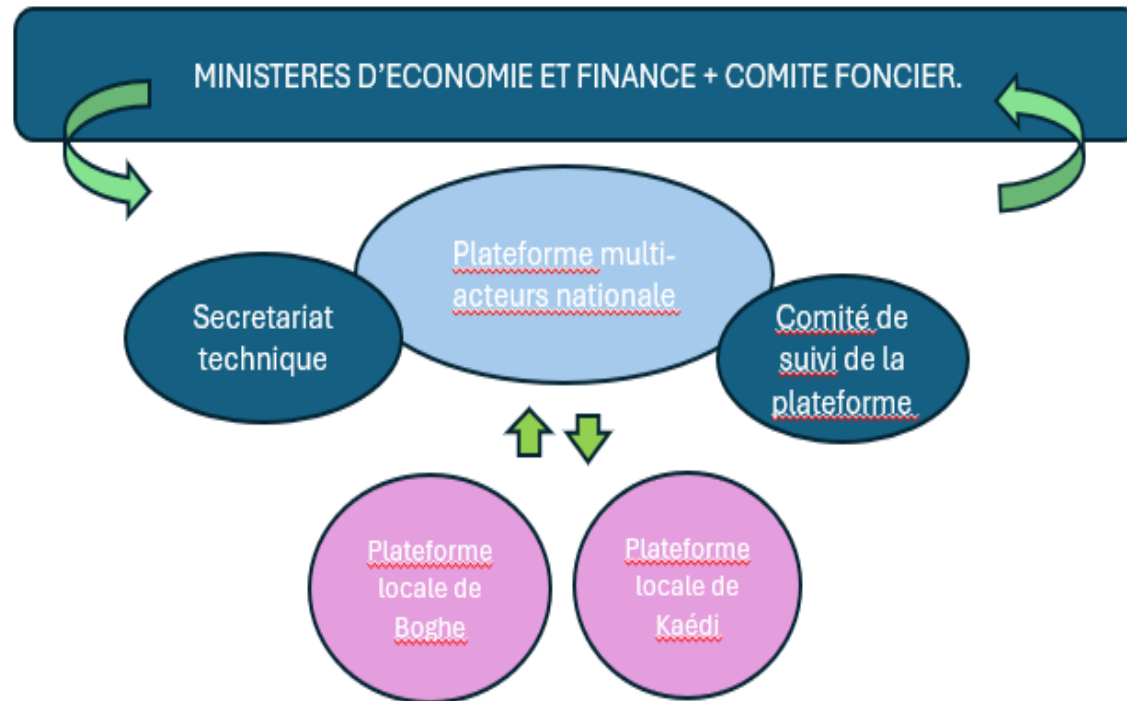 MINISTERES D’ECONOMIE ET FINANCE + COMITE FONCIER.
Plateforme multi-
acteurs nationale
Secretariat
technique
Comité de
suivi de la
plateforme
Plateforme
locale de
Boghe
Plateforme
locale de
Kaédi